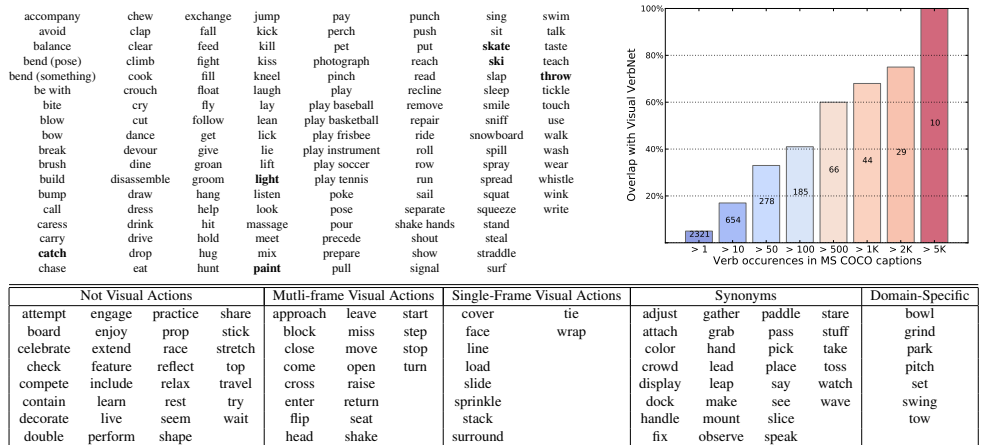 accompany chew exchange jump pay punch sing swim
avoid clap fall kick perch push sit talk
balance clear feed kill pet put skate taste
bend (pose) climb fight kiss photograph reach ski teach
bend (something) cook fill kneel pinch read slap throw
be with crouch float laugh play recline sleep tickle
bite cry fly lay play baseball remove smile touch
blow cut follow lean play basketball repair sniff use
bow dance get lick play frisbee ride snowboard walk
break devour give lie play instrument roll spill wash
brush dine groan lift play soccer row spray wear
build disassemble groom light play tennis run spread whistle
bump draw hang listen poke sail squat wink
call dress help look pose separate squeeze write
caress drink hit massage pour shake hands stand
carry drive hold meet precede shout steal
catch drop hug mix prepare show straddle
chase eat hunt paint pull signal surf
Overlap with Visual VerbNet
100%
80%
60%
40%
20%
2321 654 278 185 66 44 29 10
> 1 > 10 > 50 > 100 > 500 > 1K > 2K > 5K
Verb occurences in MS COCO captions
Not Visual Actions Mutli-frame Visual Actions Single-Frame Visual Actions Synonyms Domain-Specific
attempt engage practice share approach leave start cover tie adjust gather paddle stare bowl
board enjoy prop stick block miss step face wrap attach grab pass stuff grind
celebrate extend race stretch close move stop line color hand pick take park
check feature reflect top come open turn load crowd lead place toss pitch
compete include relax travel cross raise slide display leap say watch set
contain learn rest try enter return sprinkle dock make see wave swing
decorate live seem wait flip seat stack handle mount slice tow
double perform shape head shake surround fix observe speak